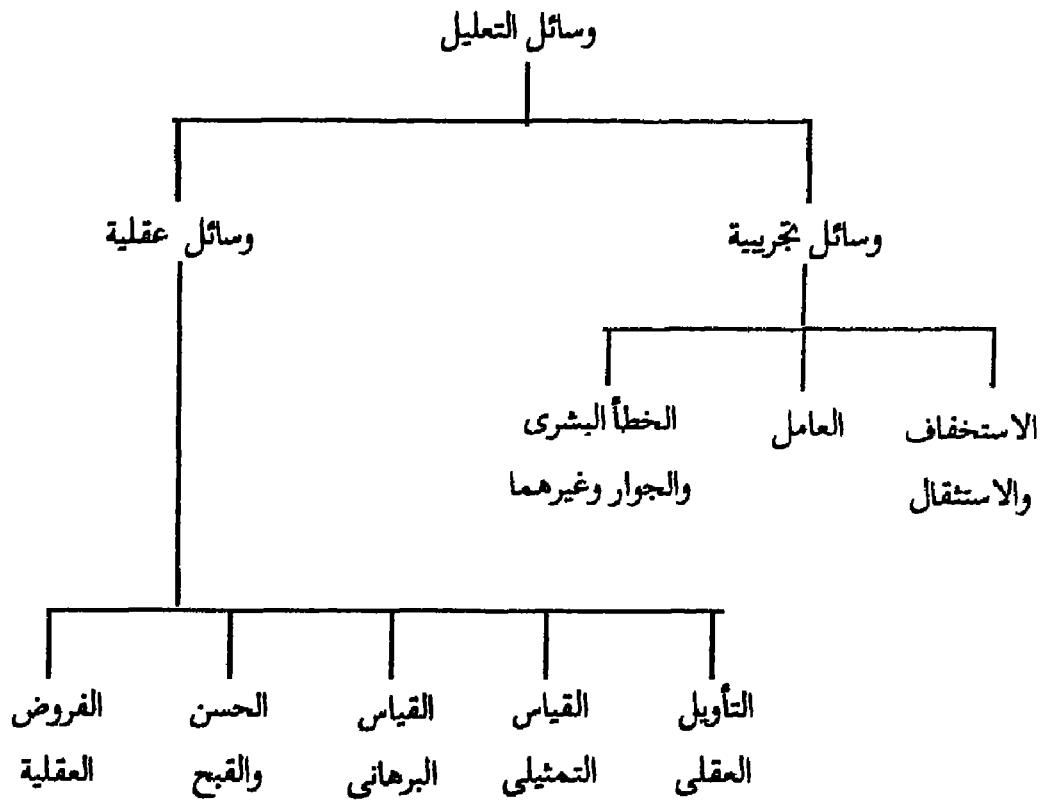 وسائل التعليل
وسائل تجريبية
وسائل عقلية
الاستخفاف
والاستثقال
العامل
الخطأ البشرى
والجوار وغيرهما
التأويل
العقلى
القياس
التمثيلى
القياس
البرهانى
الحسن
والقبح
الفروض
العقلية